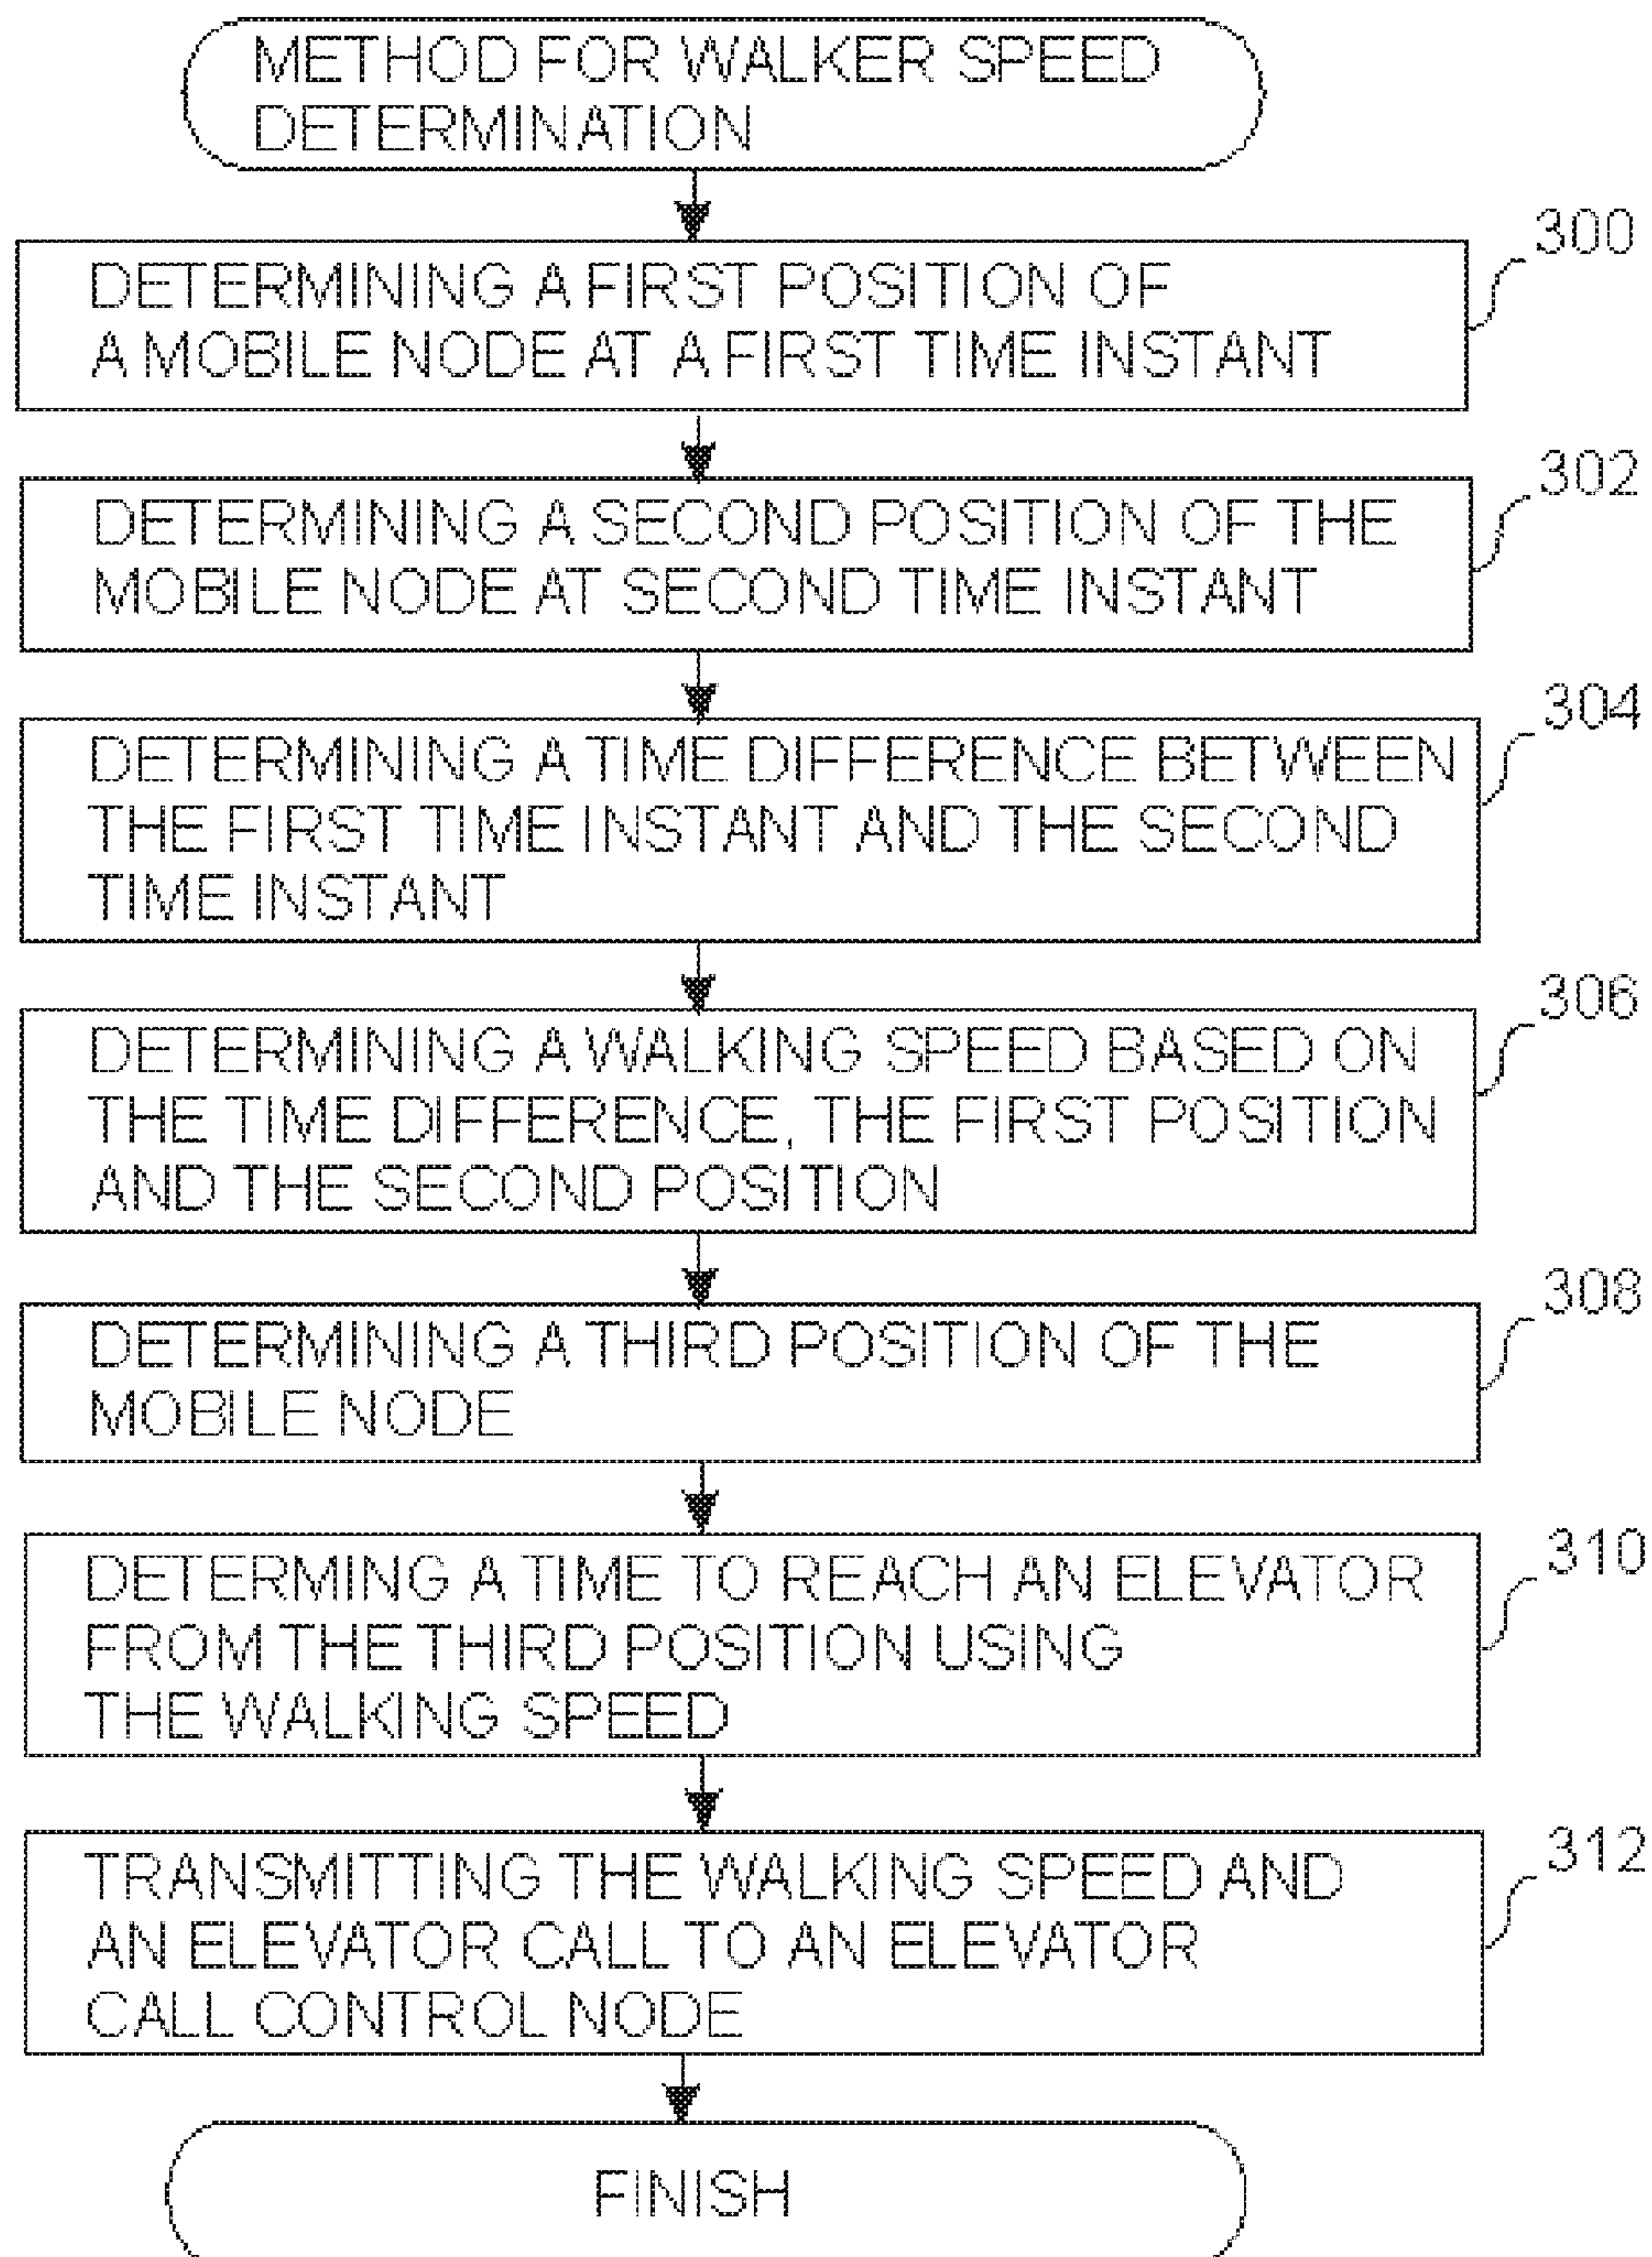 METHOD FOR WALKER SPEED
DETERMINATION
300
DETERMINING A FIRST POSITION OF
A MOBILE NODE AT A FIRST TIME INSTANT
302
DETERMINING A SECOND POSITION OF THE
MOBILE NODE AT SECOND TIME INSTANT
304
DETERMINING A TIME DIFFERENCE BETWEEN
THE FIRST TIME INSTANT AND THE SECOND
TIME INSTANT
306
DETERMINING A WALKING SPEED BASED ON
THE TIME DIFFERENCE, THE FIRST POSITION
AND THE SECOND POSITION
308
DETERMINING A THIRD POSITION OF THE
MOBILE NODE
310
DETERMING A TIME TO REACH AN ELEVATOR
FROM THE THIRD POSITION USING
THE WALKING SPEED
312
TRANSMITTING THE WALKING SPEED AND
AN ELEVATOR CALL TO AN ELEVATOR
CALL CONTROL NODE
FINISH